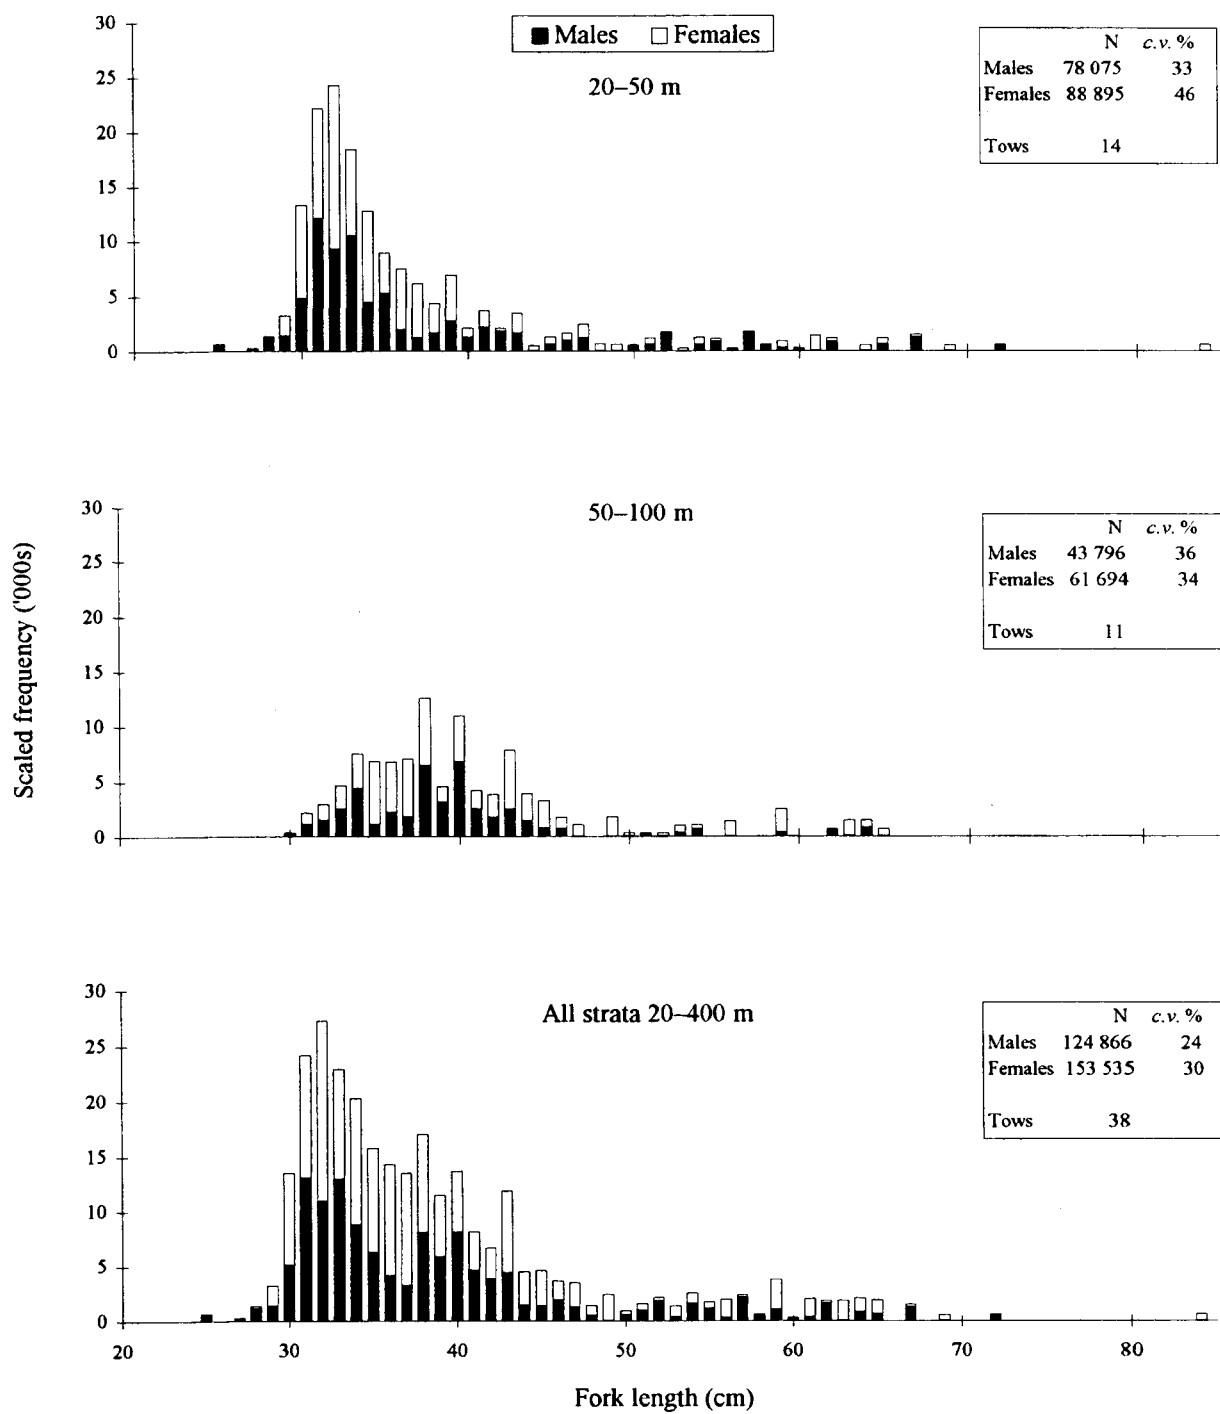 Males Females
20–50 m
30
25
20
15
10
5
0
N c.v. %
Males 78 075 33
Females 88 895 46
Tows 14
50–100 m
30
25
20
15
10
5
0
N c.v. %
Males 43 796 36
Females 61 694 34
Tows 11
Scaled frequency ('000s)
All strata 20–400 m
30
25
20
15
10
5
0
N c.v. %
Males 124 866 24
Females 153 535 30
Tows 38
20 30 40 50 60 70 80
Fork length (cm)